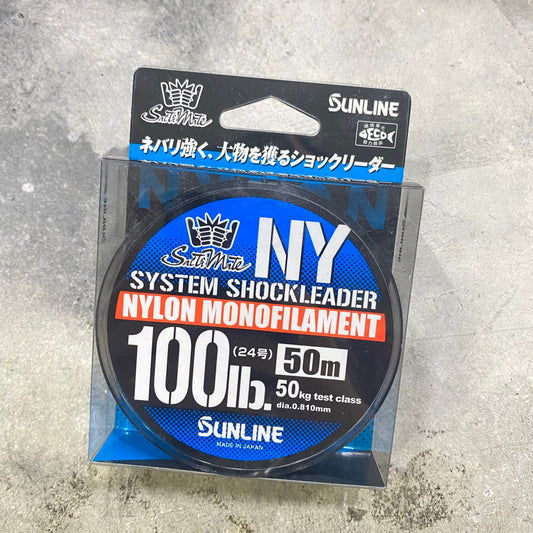 SaltiMate
SUNLINE
FECO
ネバリ強く、大物を獲るショックリーダー
SaltiMate
NY
SYSTEM SHOCKLEADER
NYLON MONOFILAMENT
100lb.
(24号)
50m
50kg test class
dia.0.810mm
SUNLINE
MADE IN JAPAN